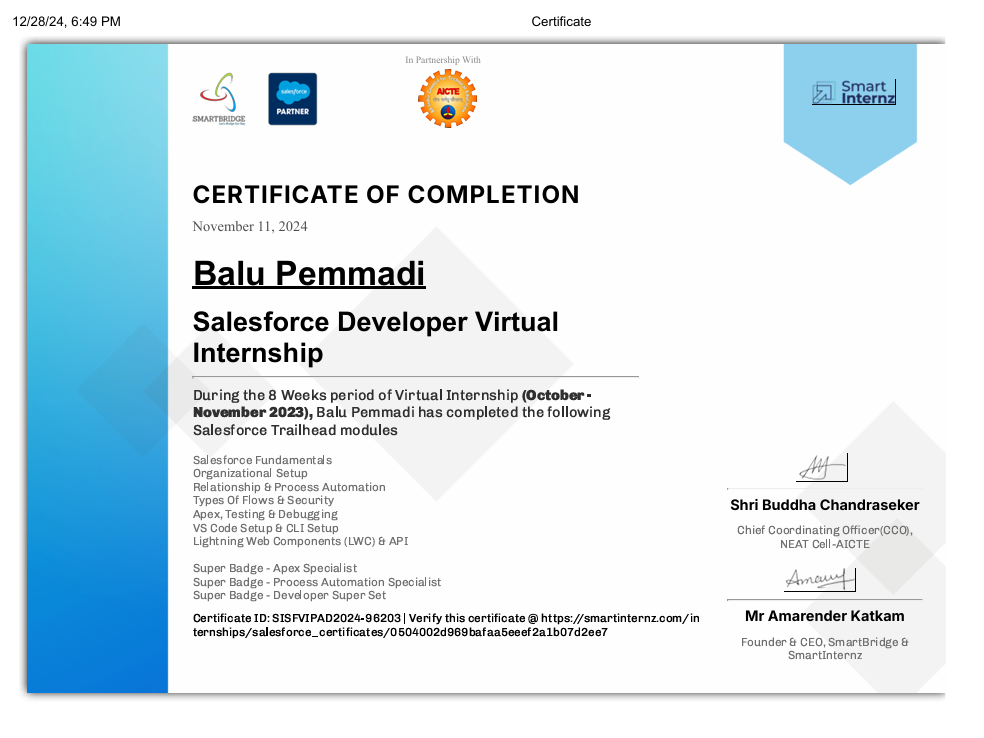 12/28/24, 6:49 PM
Certificate
In Partnership With
SMARTBRIDGE
salesforce
PARTNER
AICTE
Smart
Internz
CERTIFICATE OF COMPLETION
November 11, 2024
Balu Pemmadi
Salesforce Developer Virtual
Internship
During the 8 Weeks period of Virtual Internship (October -
November 2023), Balu Pemmadi has completed the following
Salesforce Trailhead modules
Salesforce Fundamentals
Organizational Setup
Relationship & Process Automation
Types Of Flows & Security
Apex, Testing & Debugging
VS Code Setup & CLI Setup
Lightning Web Components (LWC) & API
Super Badge - Apex Specialist
Super Badge - Process Automation Specialist
Super Badge - Developer Super Set
Certificate ID: SISFVIPAD2024-96203 | Verify this certificate @ https://smartinternz.com/in
ternships/salesforce_certificates/0504002d969bafaa5eeef2a1b07d2ee7
Shri Buddha Chandraseker
Chief Coordinating Officer(CCO),
NEAT Cell-AICTE
Mr Amarender Katkam
Founder & CEO, SmartBridge &
SmartInternz